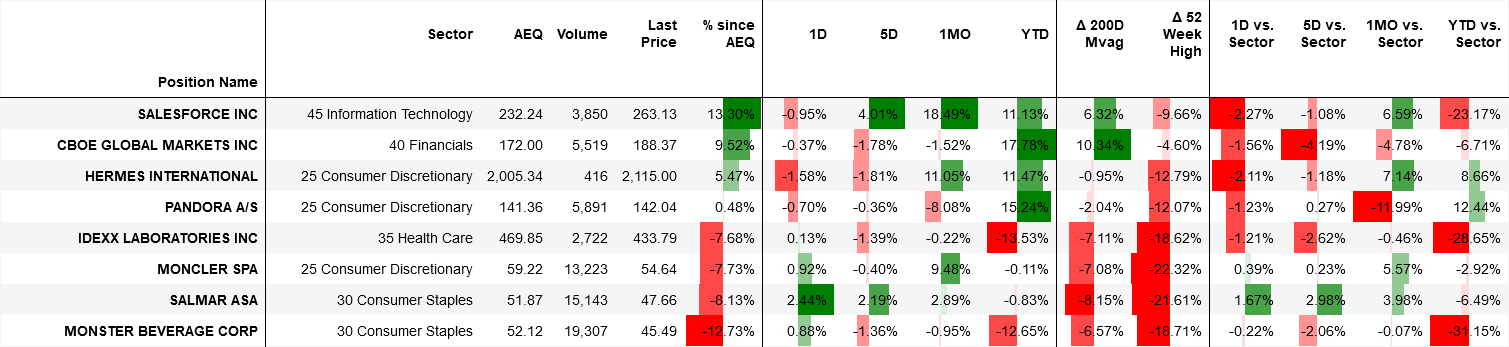 Position Name Sector AEQ Volume Last Price % since AEQ 1D 5D 1MO YTD Δ 200D Mvag Δ 52 Week High 1D vs. Sector 5D vs. Sector 1MO vs. Sector YTD vs. Sector
SALESFORCE INC 45 Information Technology 232.24 3,850 263.13 13.30% -0.95% 4.01% 18.49% 11.13% 6.32% -9.66% -2.27% -1.08% 6.59% -23.17%
CBOE GLOBAL MARKETS INC 40 Financials 172.00 5,519 188.37 9.52% -0.37% -1.78% -1.52% 17.78% 10.34% -4.60% -1.56% -4.19% -4.78% -6.71%
HERMES INTERNATIONAL 25 Consumer Discretionary 2,005.34 416 2,115.00 5.47% -1.58% -1.81% 11.05% 11.47% -0.95% -12.79% -2.11% -1.18% 7.14% 8.66%
PANDORA A/S 25 Consumer Discretionary 141.36 5,891 142.04 0.48% -0.70% -0.36% -8.08% 15.24% -2.04% -12.07% -1.23% 0.27% -11.99% 12.44%
IDEXX LABORATORIES INC 35 Health Care 469.85 2,722 433.79 -7.68% 0.13% -1.39% -0.22% -13.53% -7.11% -18.62% -1.21% -2.62% -0.46% -28.65%
MONCLER SPA 25 Consumer Discretionary 59.22 13,223 54.64 -7.73% 0.92% -0.40% 9.48% -0.11% -7.08% -22.32% 0.39% 0.23% 5.57% -2.92%
SALMAR ASA 30 Consumer Staples 51.87 15,143 47.66 -8.13% 2.44% 2.19% 2.89% -0.83% -8.15% -21.61% 1.67% 2.98% 3.98% -6.49%
MONSTER BEVERAGE CORP 30 Consumer Staples 52.12 19,307 45.49 -12.73% 0.88% -1.36% -0.95% -12.65% -6.57% -18.71% -0.22% -2.06% -0.07% -31.15%